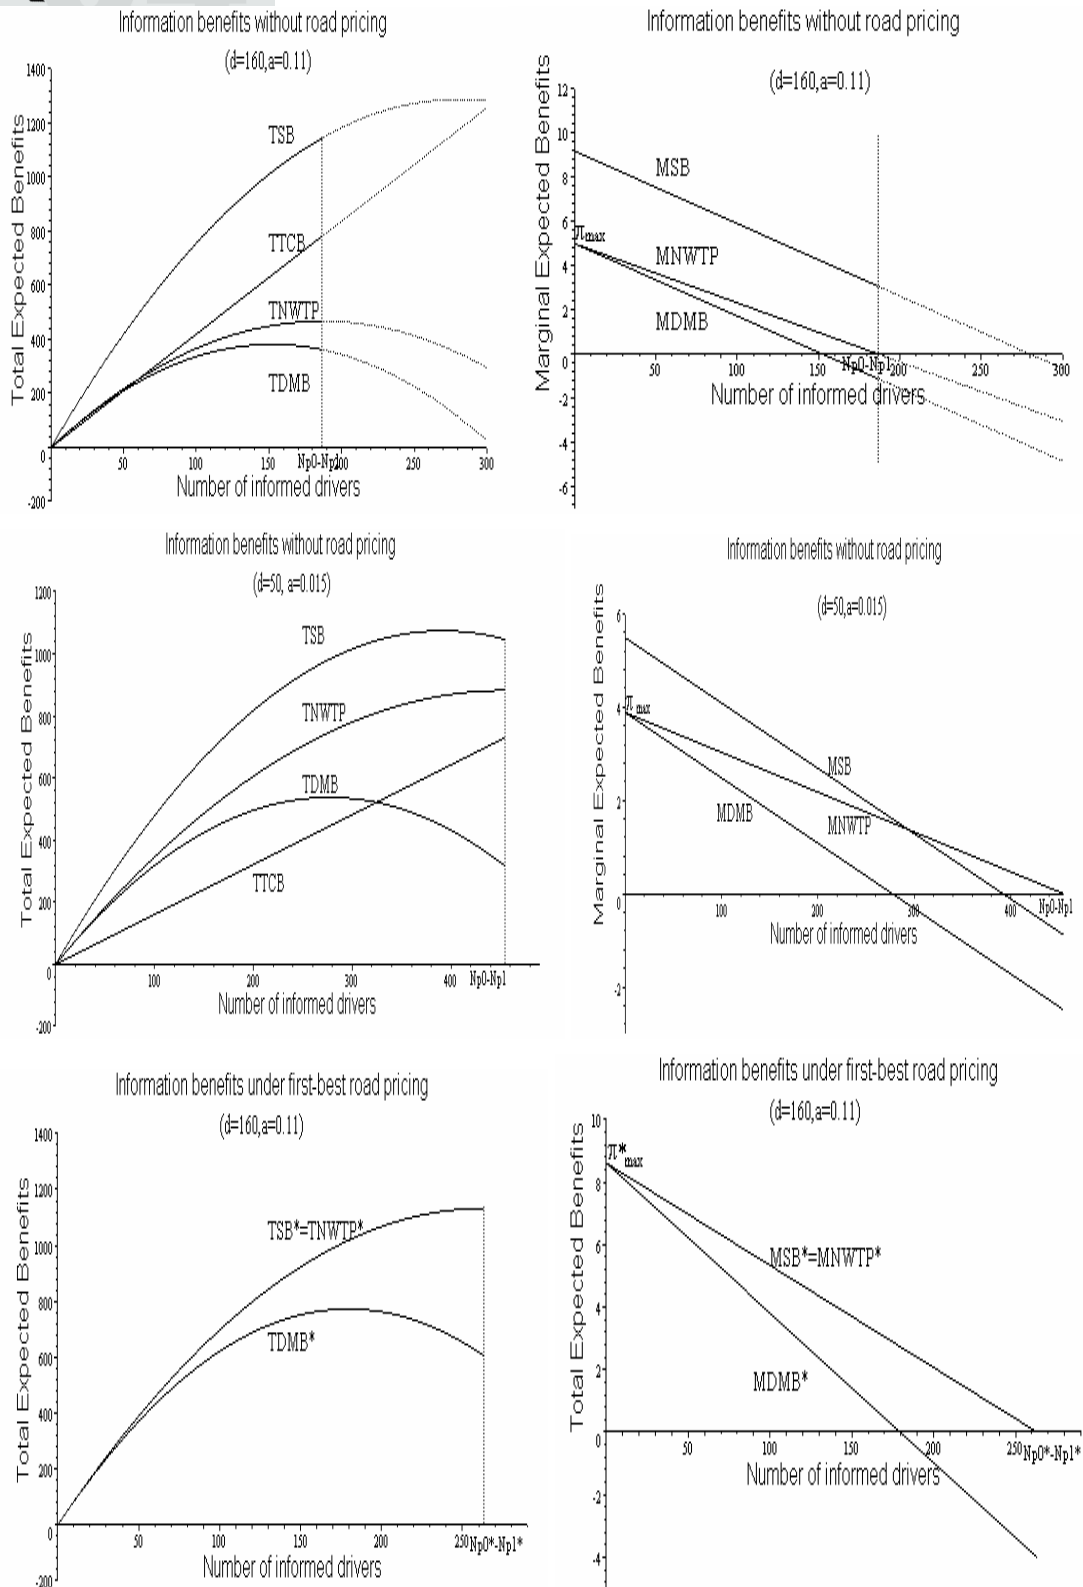 Information benefits without road pricing
(d=160,a=0.11)
Total Expected Benefits
1400
1200
1000
800
600
400
200
0
-200
TSB
TTCB
TNWTP
TDMB
50
100
150
Np0-Np1
200
250
300
Number of informed drivers
Information benefits without road pricing
(d=160,a=0.11)
Marginal Expected Benefits
12
10
8
6
4
2
0
-2
-4
-6
πmax
MSB
MNWTP
MDMB
50
100
150
Np0-Np1
200
250
300
Number of informed drivers
Information benefits without road pricing
(d=50, a=0.015)
Total Expected Benefits
1200
1000
800
600
400
200
0
-200
TSB
TNWTP
TDMB
TTCB
100
200
300
400
Np0-Np1
Number of informed drivers
Information benefits without road pricing
(d=50,a=0.015)
Marginal Expected Benefits
6
4
2
0
-2
π max
MSB
MDMB
MNWTP
100
200
300
400
Np0-Np1
Number of informed drivers
Information benefits under first-best road pricing
(d=160,a=0.11)
Total Expected Benefits
1400
1200
1000
800
600
400
200
0
-200
TSB*=TNWTP*
TDMB*
50
100
150
200
250
Np0*-Np1*
Number of informed drivers
Information benefits under first-best road pricing
(d=160,a=0.11)
Total Expected Benefits
10
8
6
4
2
0
-2
-4
π*max
MSB*=MNWTP*
MDMB*
50
100
150
200
250
Np0*-Np1*
Number of informed drivers